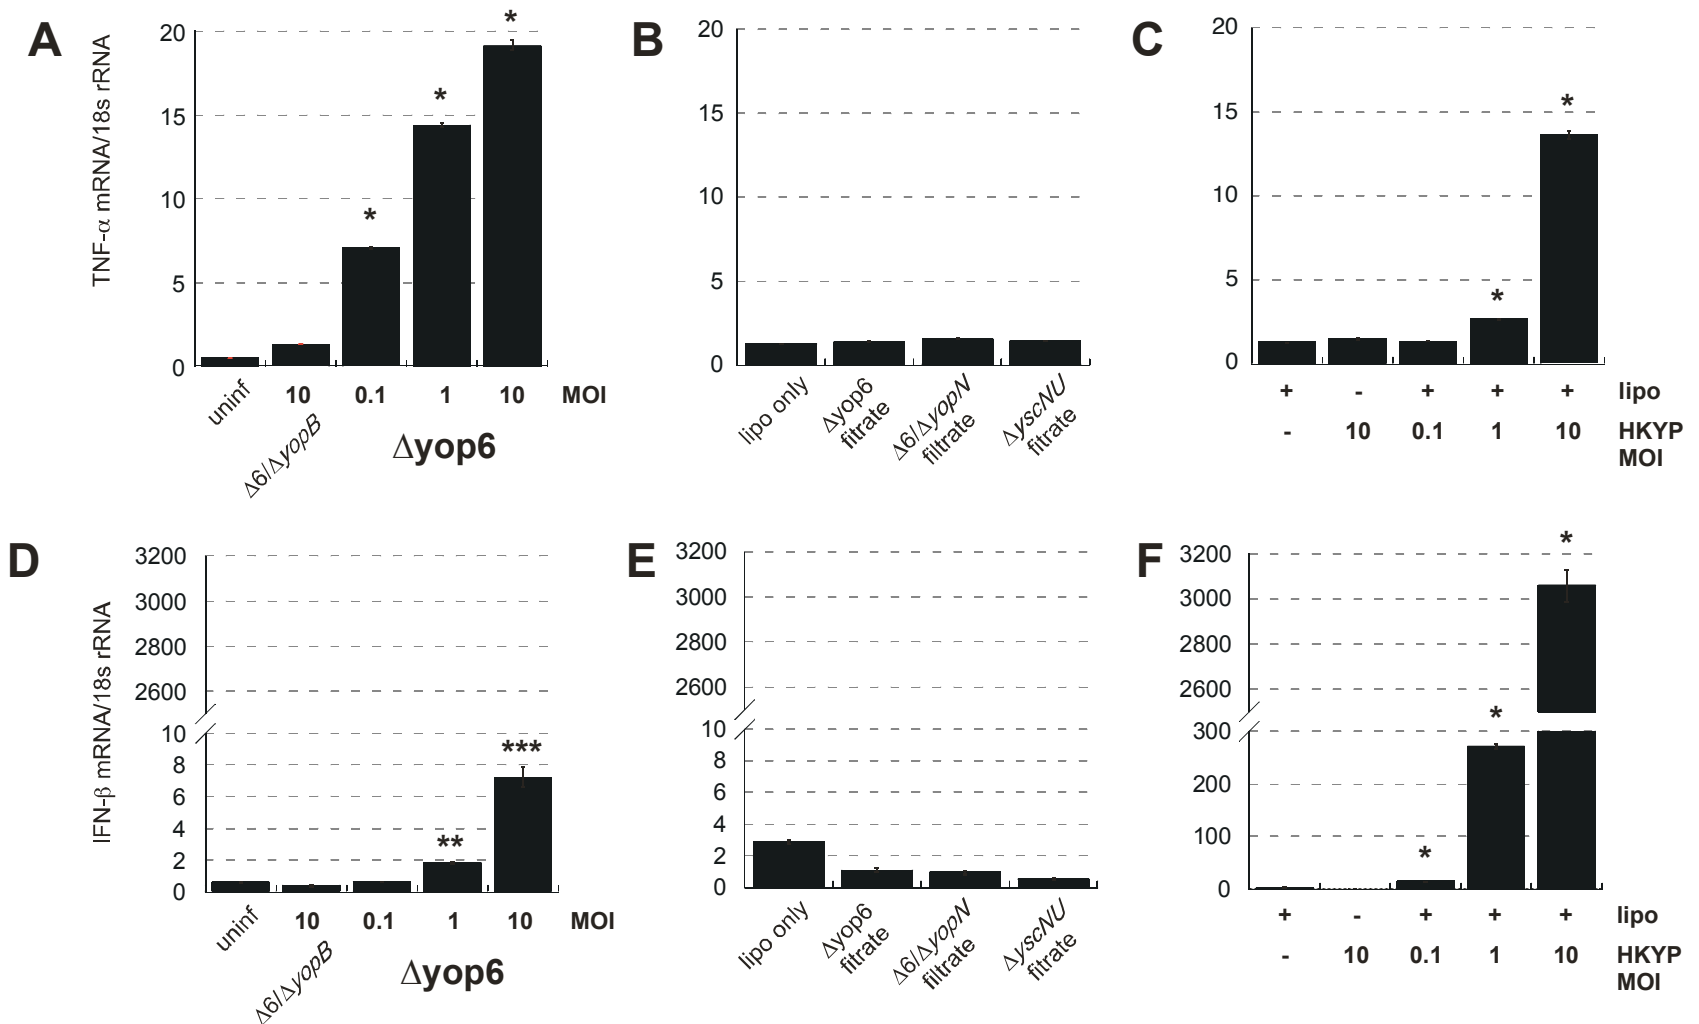 A
TNF-α mRNA/18s rRNA
20
15
10
5
0
*
*
*
uninf
10
0.1
1
10
MOI
Δ6/ΔyopB
Δyop6
B
20
15
10
5
0
lipo only
Δyop6
fitrate
Δ6/ΔyopN
filtrate
ΔyscNU
fitrate
C
20
15
10
5
0
*
*
+ - + + + lipo
- 10 0.1 1 10 HKYP
MOI
D
IFN-β mRNA/18s rRNA
3200
3000
2800
2600
10
8
6
4
2
0
**
***
uninf
10
0.1
1
10
MOI
Δ6/ΔyopB
Δyop6
E
3200
3000
2800
2600
10
8
6
4
2
0
lipo only
Δyop6
fitrate
Δ6/ΔyopN
filtrate
ΔyscNU
fitrate
F
3200
3000
2800
2600
300
200
100
0
*
*
*
+ - + + + lipo
- 10 0.1 1 10 HKYP
MOI